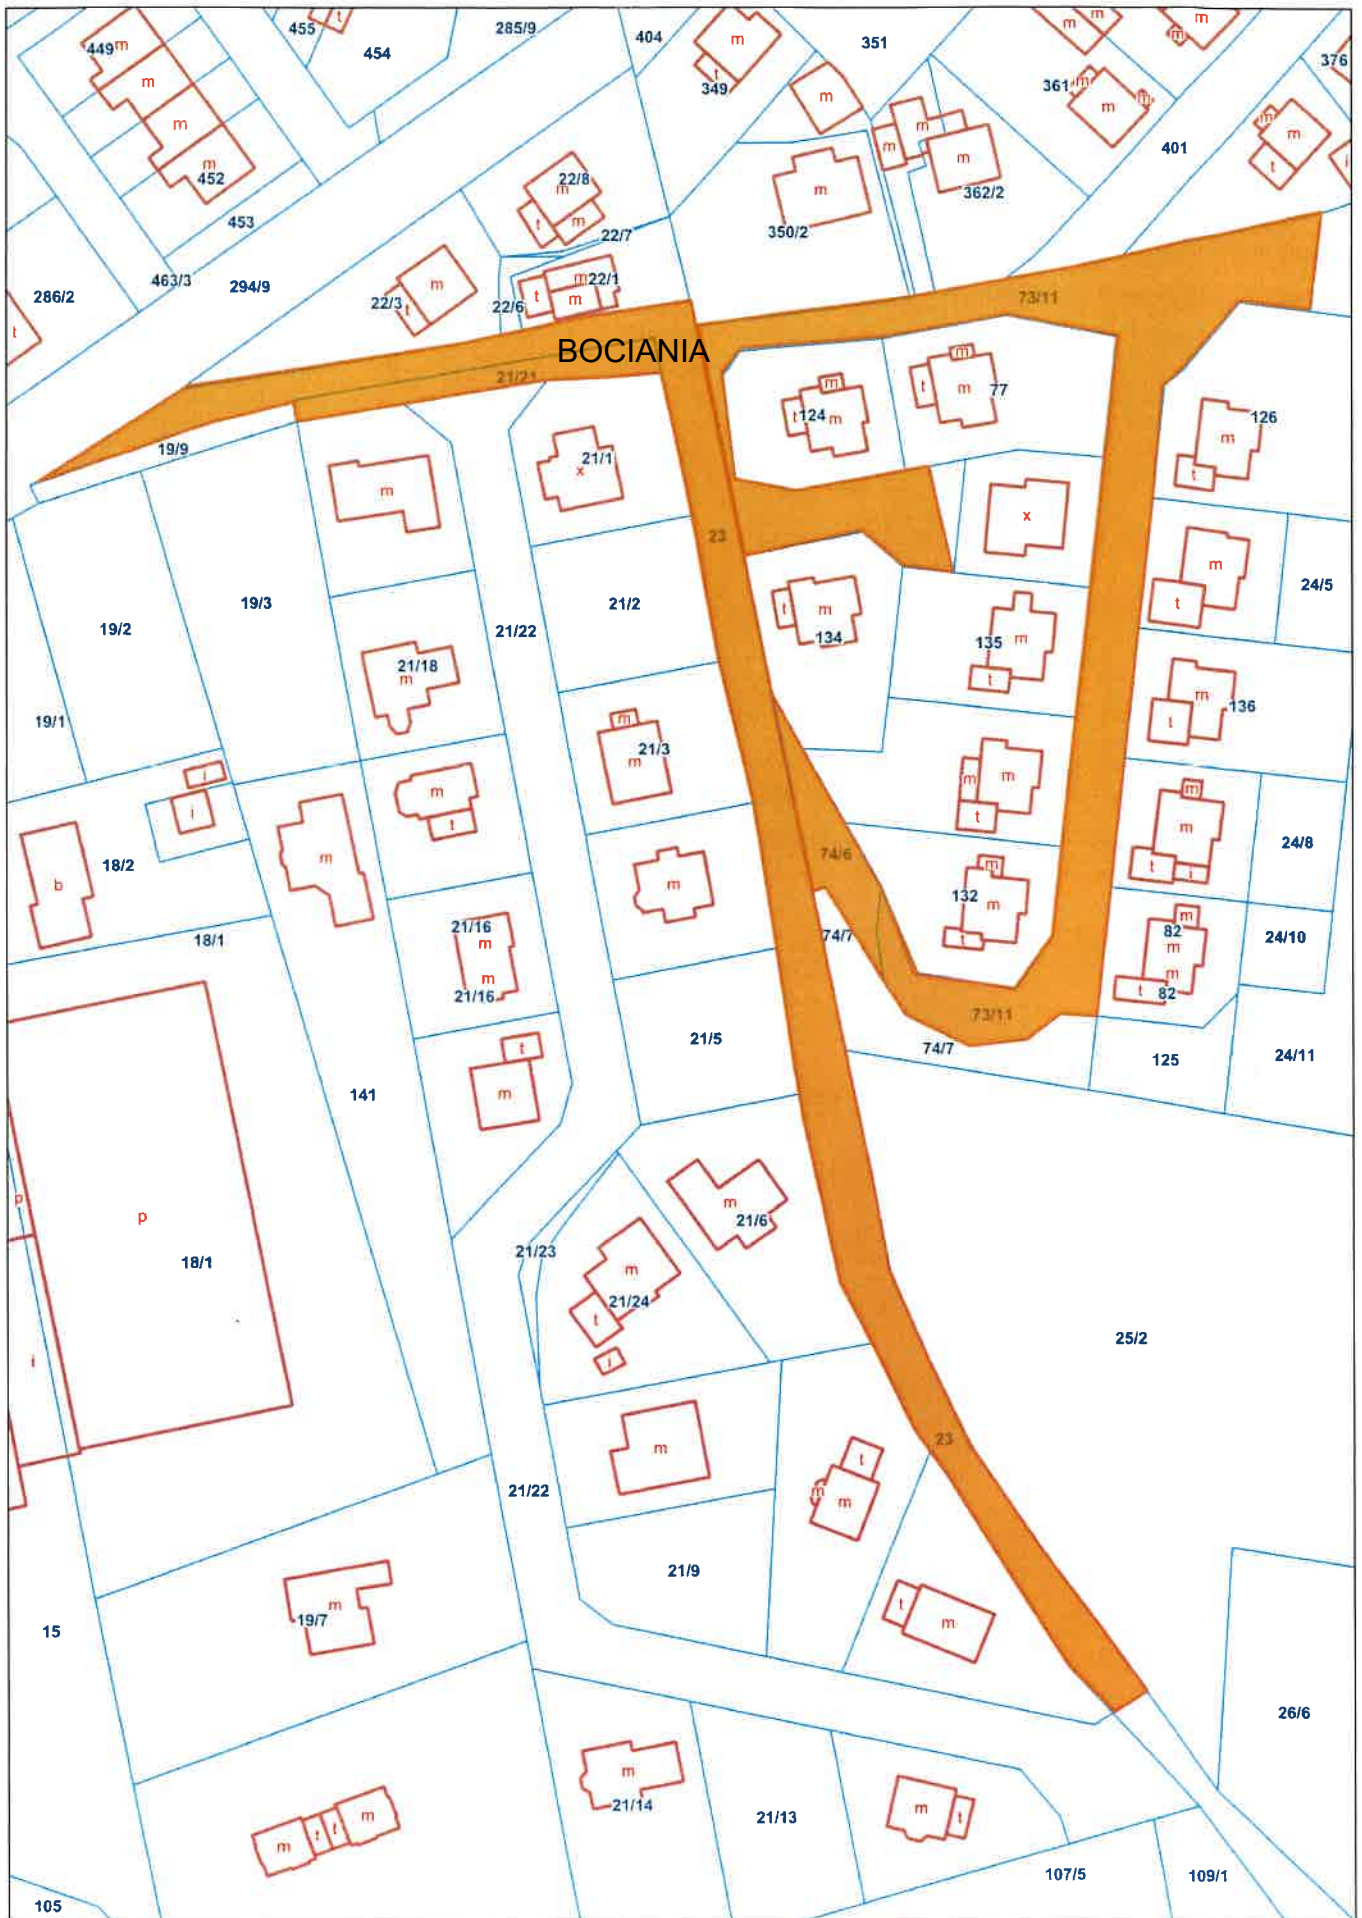 455
285/9
404
351
m
m
m
449
m
t
454
m
m
376
m
t
349
361
m
m
m
m
m
m
m
401
m
m
452
m
m
t
22/8
m
m
362/2
453
t
m
22/7
350/2
463/3
294/9
286/2
m
22/3
t
22/6
t
m
22/1
m
73/11
t
BOCIANIA
21/21
m
t
m
77
m
t
124
m
126
m
19/9
t
21/1
x
m
x
23
m
t
24/5
19/3
21/2
19/2
21/22
t
m
134
135
m
t
21/18
m
m
136
19/1
t
m
21/3
m
i
m
m
m
t
i
t
m
m
t
24/8
18/2
74/6
m
t
t
b
m
m
132
m
21/16
m
m
82
m
24/10
18/1
74/7
t
m
21/16
m
t
82
73/11
21/5
74/7
125
24/11
t
141
m
p
p
m
21/6
18/1
21/23
m
21/24
t
i
25/2
i
23
m
t
m
m
21/22
21/9
m
19/7
t
m
15
26/6
m
21/14
21/13
m
t
m
t
t
m
107/5
109/1
105